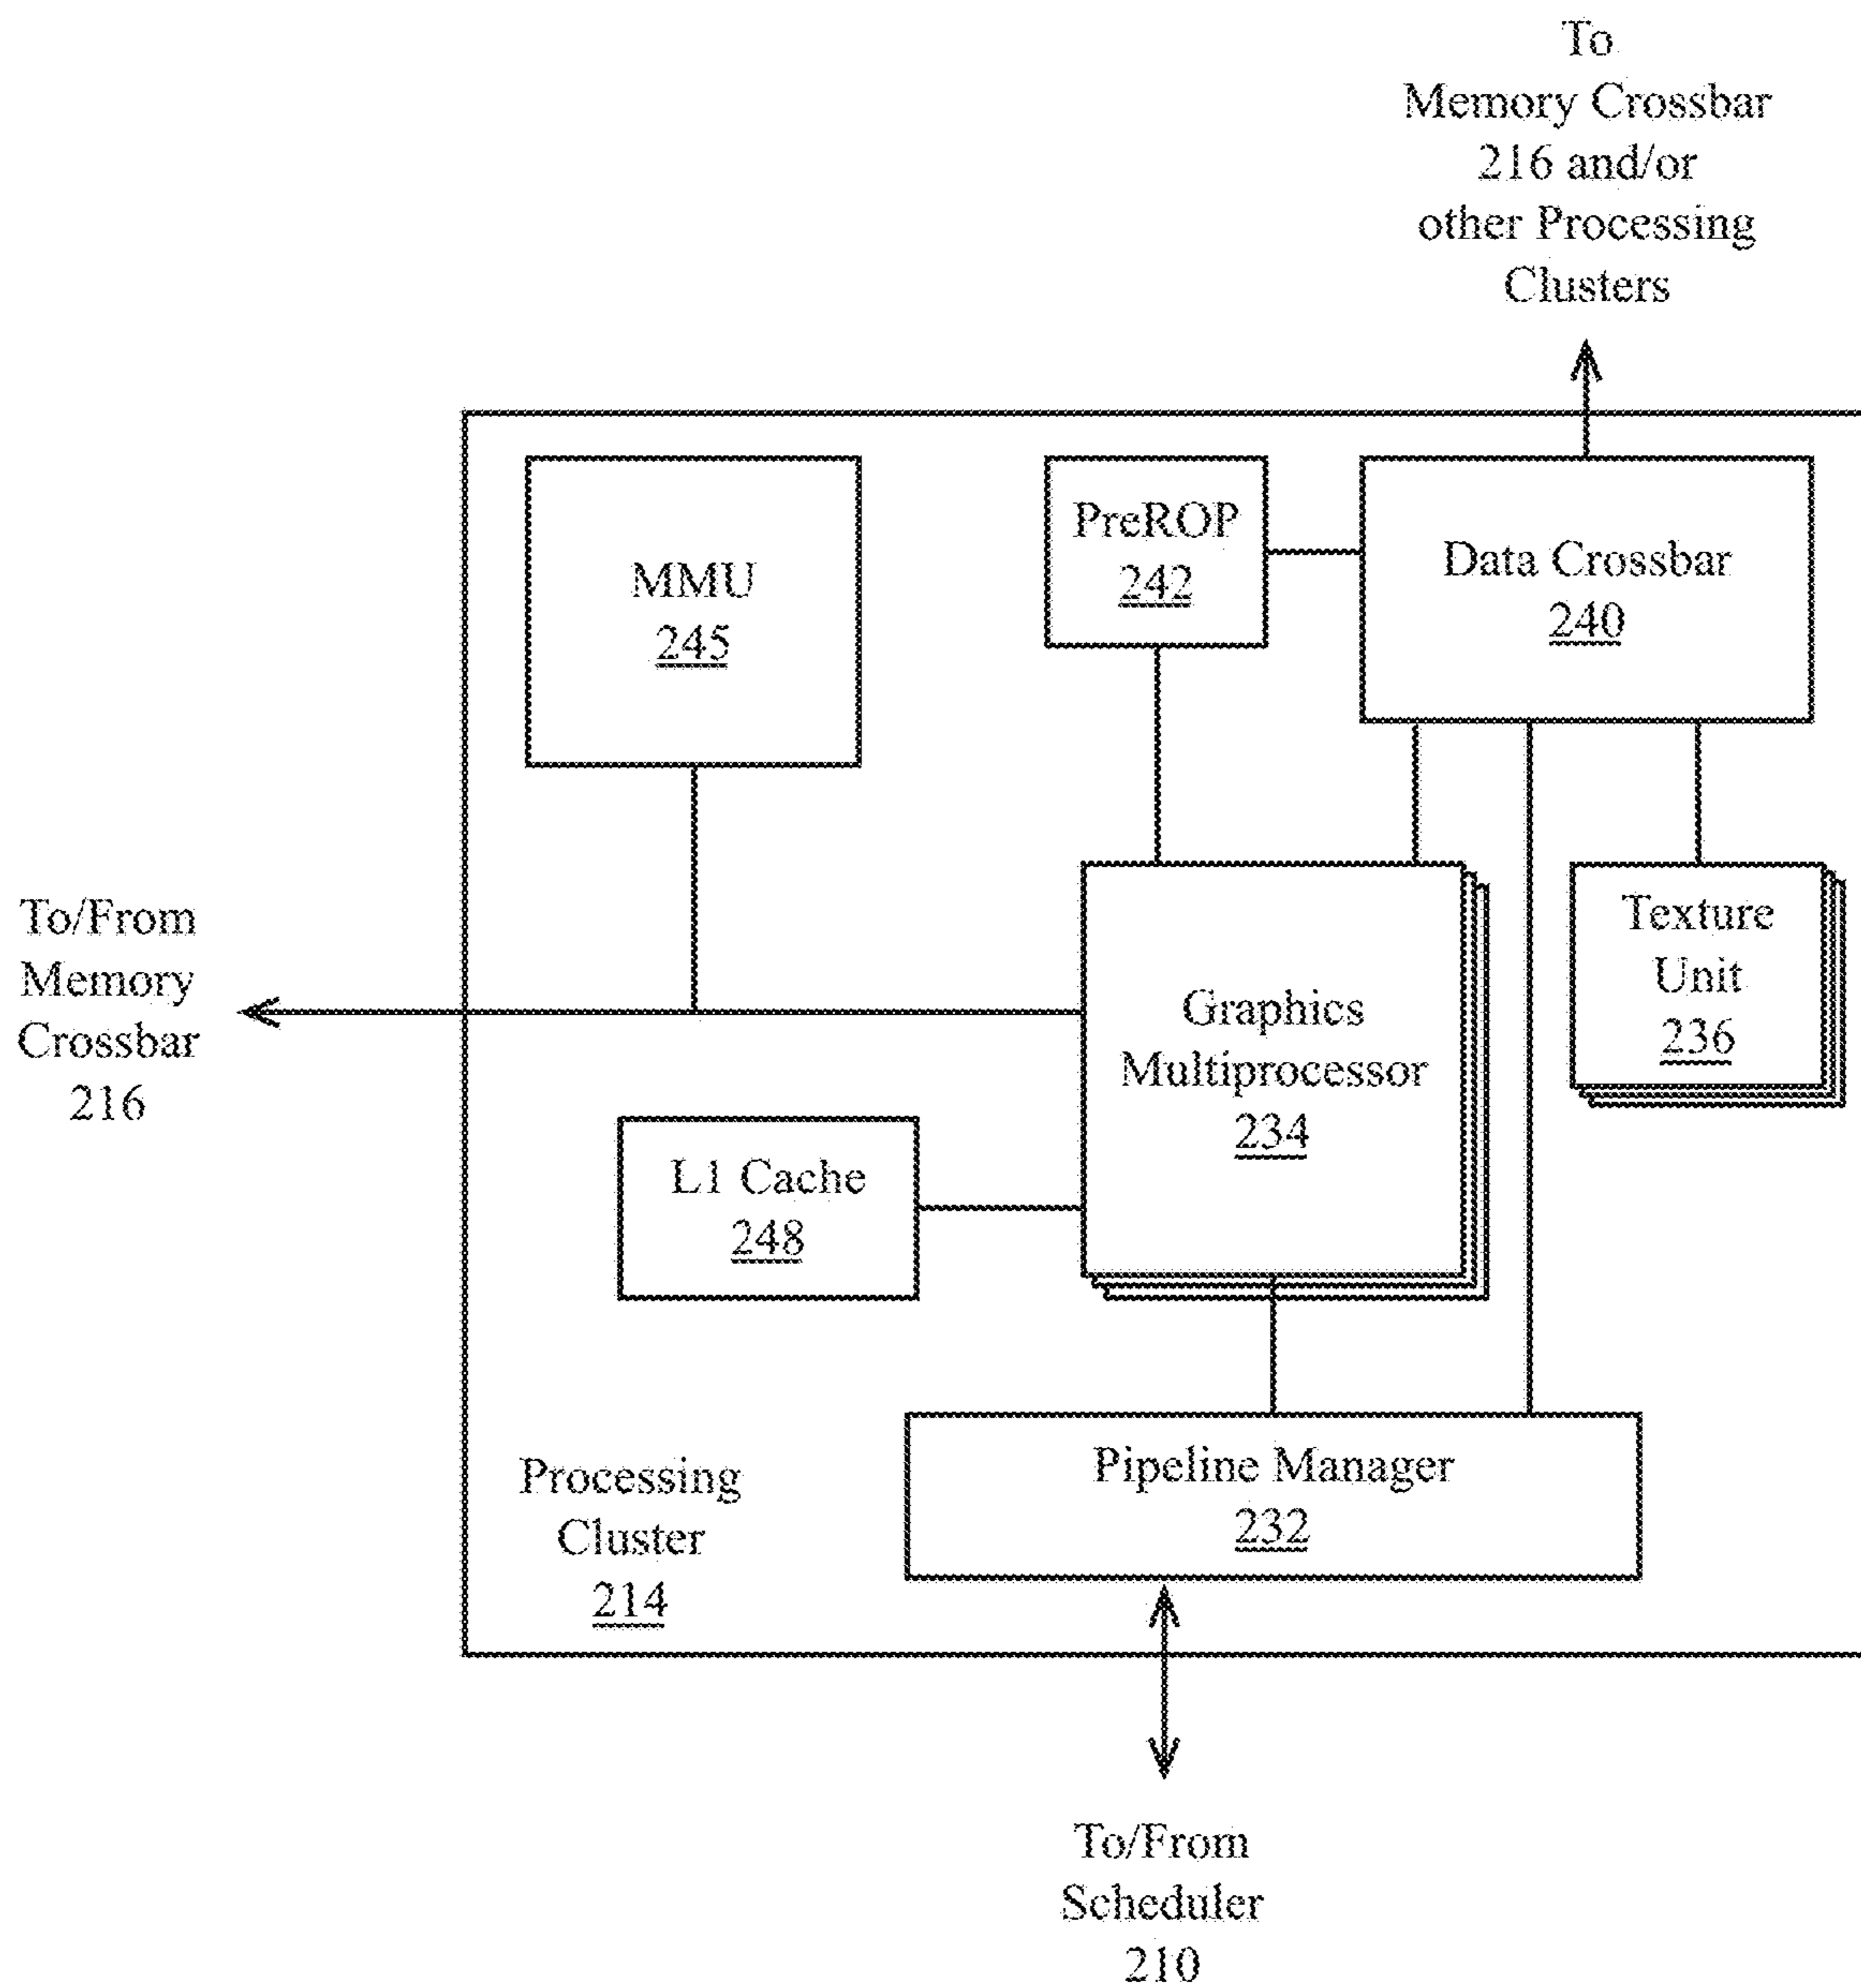 To
Memory Crossbar
216 and/or
other Processing
Clusters
MMU
245
PreROP
242
Data Crossbar
240
To/From
Memory
Crossbar
216
Graphics
Multiprocessor
234
Texture
Unit
236
L1 Cache
248
Processing
Cluster
214
Pipeline Manager
232
To/From
Scheduler
210